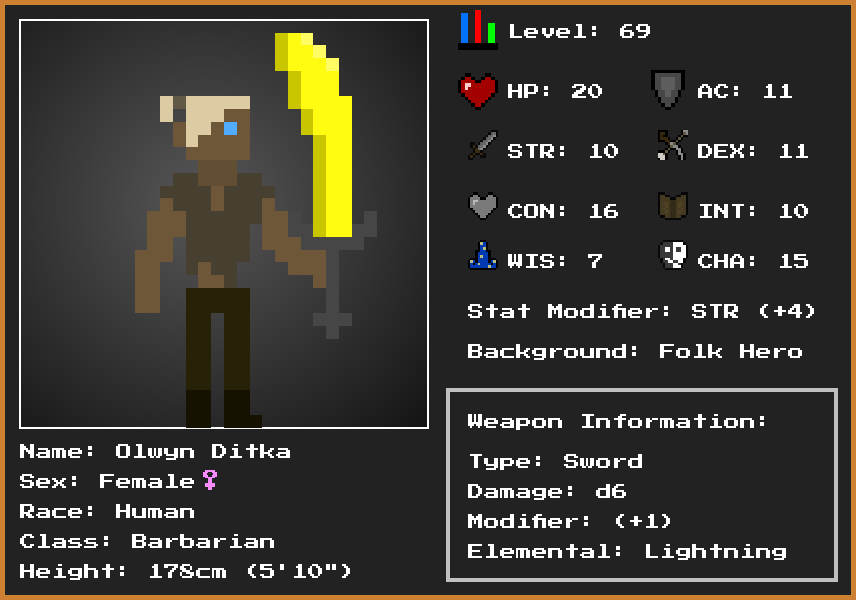 Level: 69
HP: 20
AC: 11
STR: 10
DEX: 11
CON: 16
INT: 10
WIS: 7
CHA: 15
Stat Modifier: STR (+4)
Background: Folk Hero
Name: Olwyn Ditka
Sex: Female♀
Race: Human
Class: Barbarian
Height: 178cm (5'10")
Weapon Information:
Type: Sword
Damage: d6
Modifier: (+1)
Elemental: Lightning